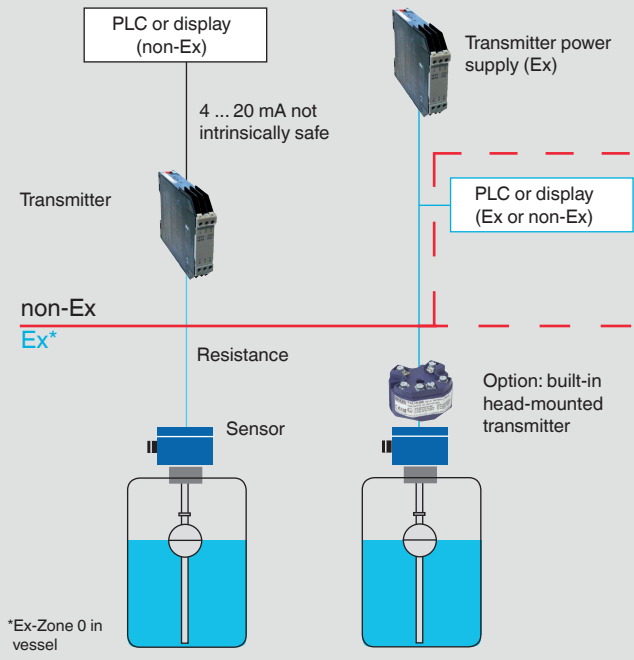 PLC or display
(non-Ex)
Transmitter power
supply (Ex)
4 ... 20 mA not
intrinsically safe
Transmitter
PLC or display
(Ex or non-Ex)
non-Ex
Ex*
Resistance
Option: built-in
head-mounted
transmitter
Sensor
*Ex-Zone 0 in
vessel